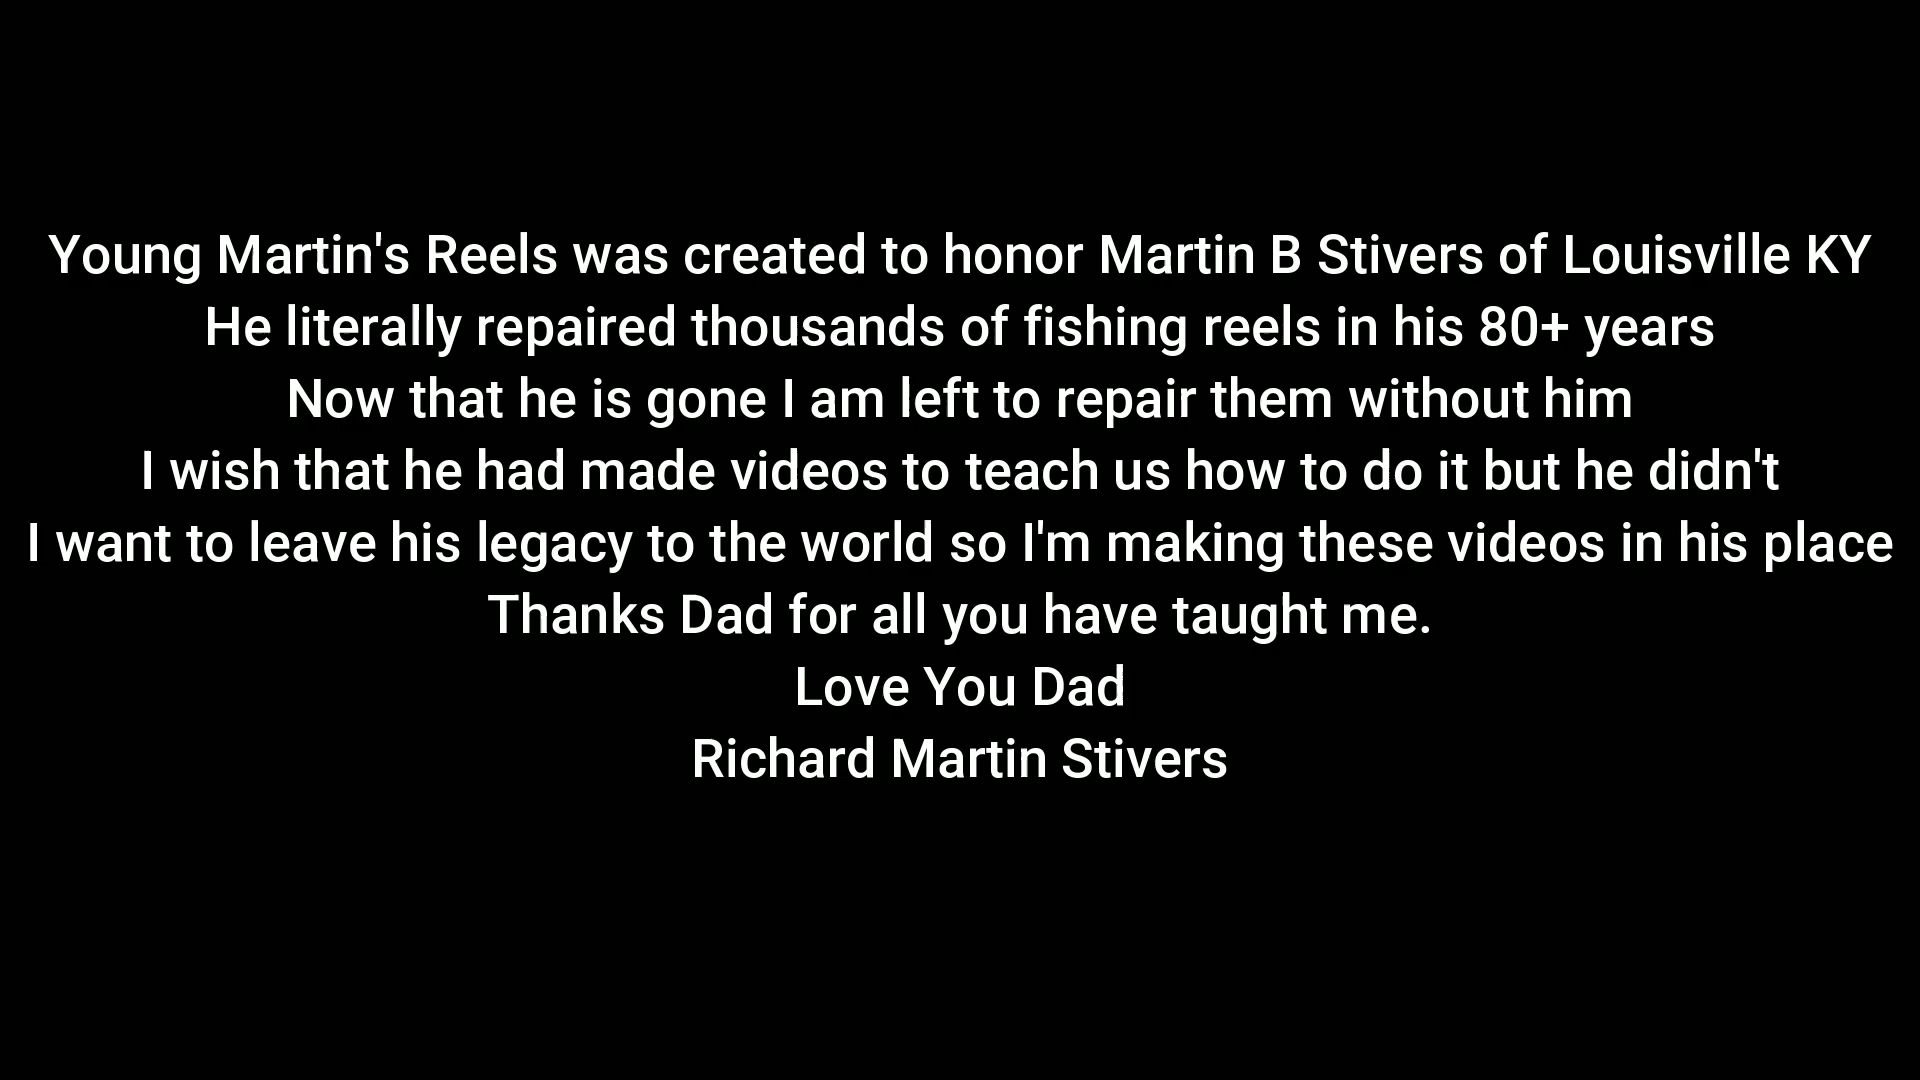 Young Martin's Reels was created to honor Martin B Stivers of Louisville KY
He literally repaired thousands of fishing reels in his 80+ years
Now that he is gone I am left to repair them without him
I wish that he had made videos to teach us how to do it but he didn't
I want to leave his legacy to the world so I'm making these videos in his place
Thanks Dad for all you have taught me.
Love You Dad
Richard Martin Stivers